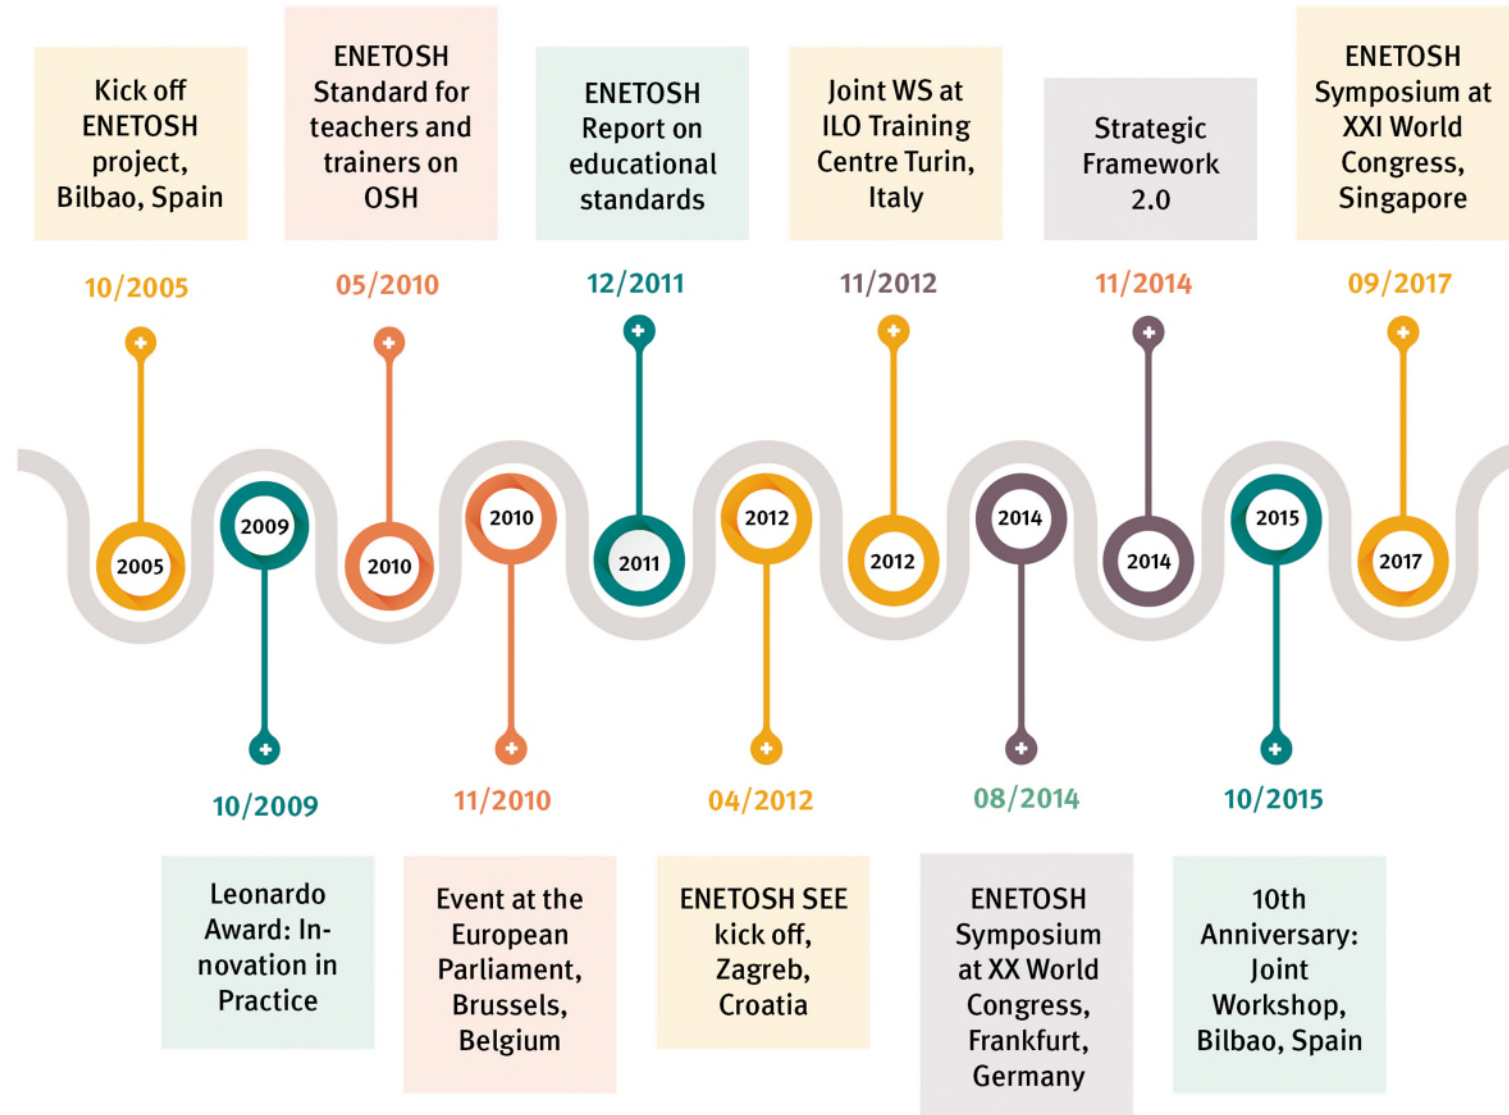 Kick off
ENETOSH
project,
Bilbao, Spain
10/2005
ENETOSH
Standard for
teachers and
trainers on
OSH
05/2010
ENETOSH
Report on
educational
standards
12/2011
Joint WS at
ILO Training
Centre Turin,
Italy
11/2012
Strategic
Framework
2.0
11/2014
ENETOSH
Symposium at
XXI World
Congress,
Singapore
09/2017
2005
2009
2010
2010
2011
2012
2012
2014
2014
2015
2017
10/2009
Leonardo
Award: In-
novation in
Practice
11/2010
Event at the
European
Parliament,
Brussels,
Belgium
04/2012
ENETOSH SEE
kick off,
Zagreb,
Croatia
08/2014
ENETOSH
Symposium
at XX World
Congress,
Frankfurt,
Germany
10/2015
10th
Anniversary:
Joint
Workshop,
Bilbao, Spain